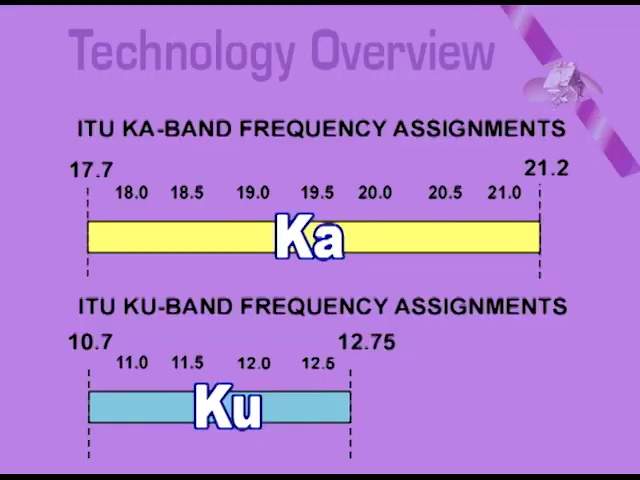 Technology Overview
ITU KA-BAND FREQUENCY ASSIGNMENTS
17.7 21.2
18.0 18.5 19.0 19.5 20.0 20.5 21.0
Ka
ITU KU-BAND FREQUENCY ASSIGNMENTS
10.7 12.75
11.0 11.5 12.0 12.5
Ku